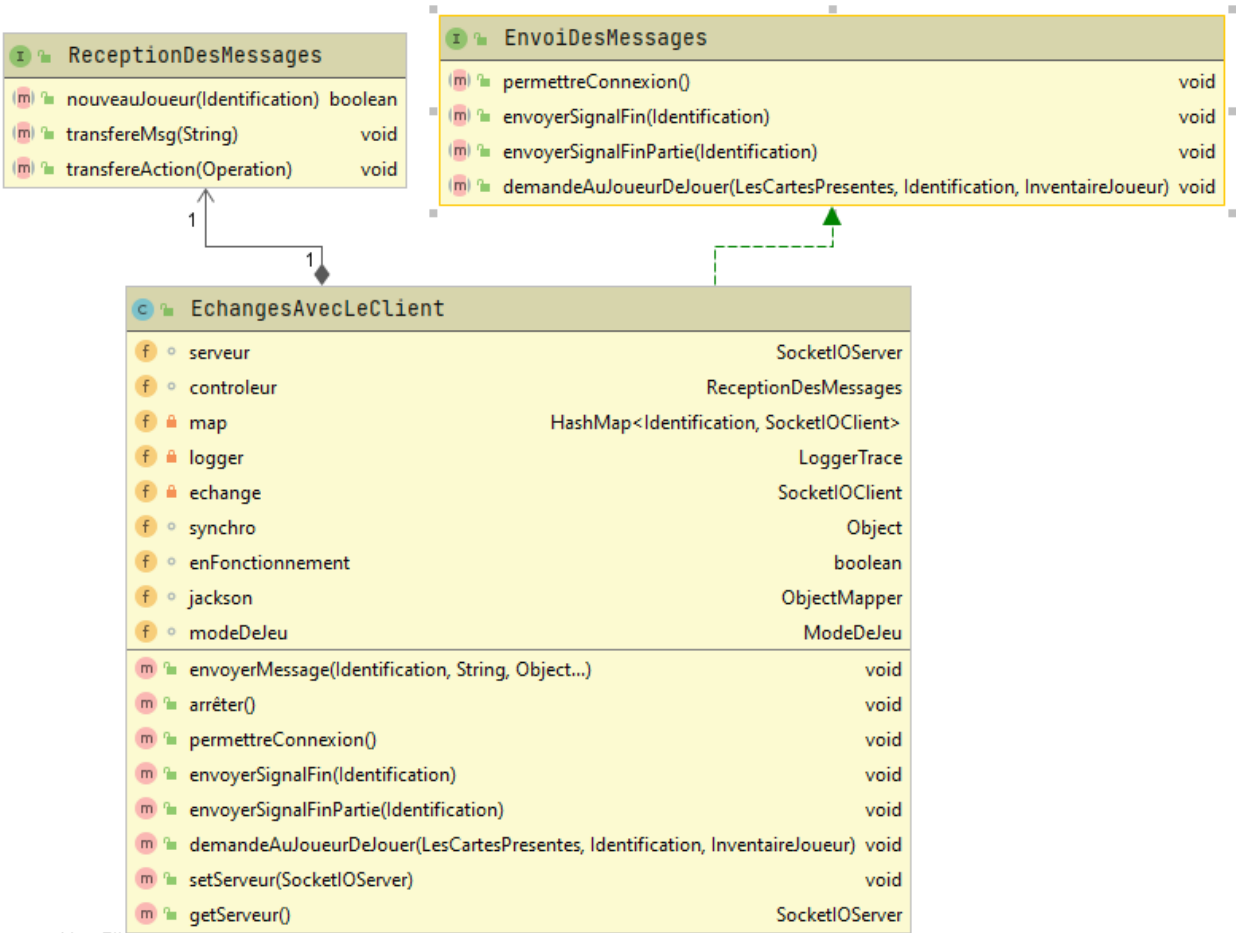 ReceptionDesMessages
nouveauJoueur(Identification) boolean
transfereMsg(String) void
transfereAction(Operation) void
EnvoiDesMessages
permettreConnexion() void
envoyerSignalFin(Identification) void
envoyerSignalFinPartie(Identification) void
demandeAuJoueurDeJouer(LesCartesPresentes, Identification, InventaireJoueur) void
1
1
EchangesAvecLeClient
serveur SocketIOServer
controleur ReceptionDesMessages
map HashMap<Identification, SocketIOClient>
logger LoggerTrace
echange SocketIOClient
synchro Object
enFonctionnement boolean
jackson ObjectMapper
modeDeJeu ModeDeJeu
envoyerMessage(Identification, String, Object...) void
arrêter() void
permettreConnexion() void
envoyerSignalFin(Identification) void
envoyerSignalFinPartie(Identification) void
demandeAuJoueurDeJouer(LesCartesPresentes, Identification, InventaireJoueur) void
setServeur(SocketIOServer) void
getServeur() SocketIOServer